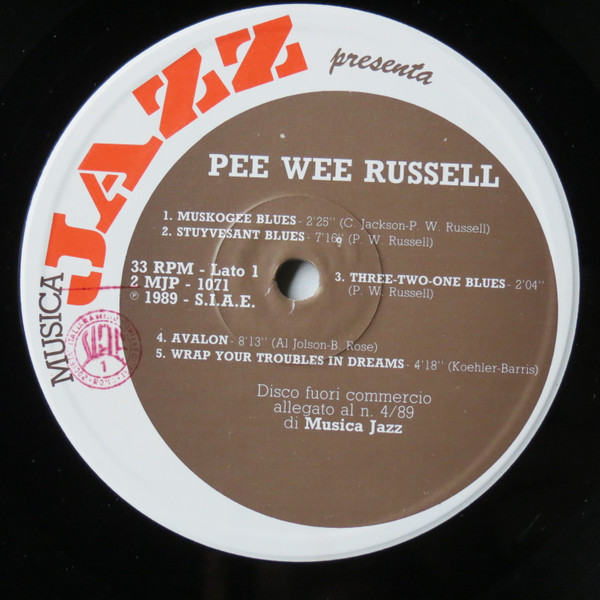 MUSICA JAZZ
presenta
PEE WEE RUSSELL
1. MUSKOGEE BLUES - 2'25" (C. Jackson-P. W. Russell)
2. STUYVESANT BLUES - 7'16" (P. W. Russell)
33 RPM - Lato 1
2 MJP - 1071
℗ 1989 - S.I.A.E.
3. THREE-TWO-ONE BLUES - 2'04"
(P. W. Russell)
4. AVALON - 8'13" (Al Jolson-B. Rose)
5. WRAP YOUR TROUBLES IN DREAMS - 4'18" (Koehler-Barris)
Disco fuori commercio
allegato al n. 4/89
di Musica Jazz
SIAE
1